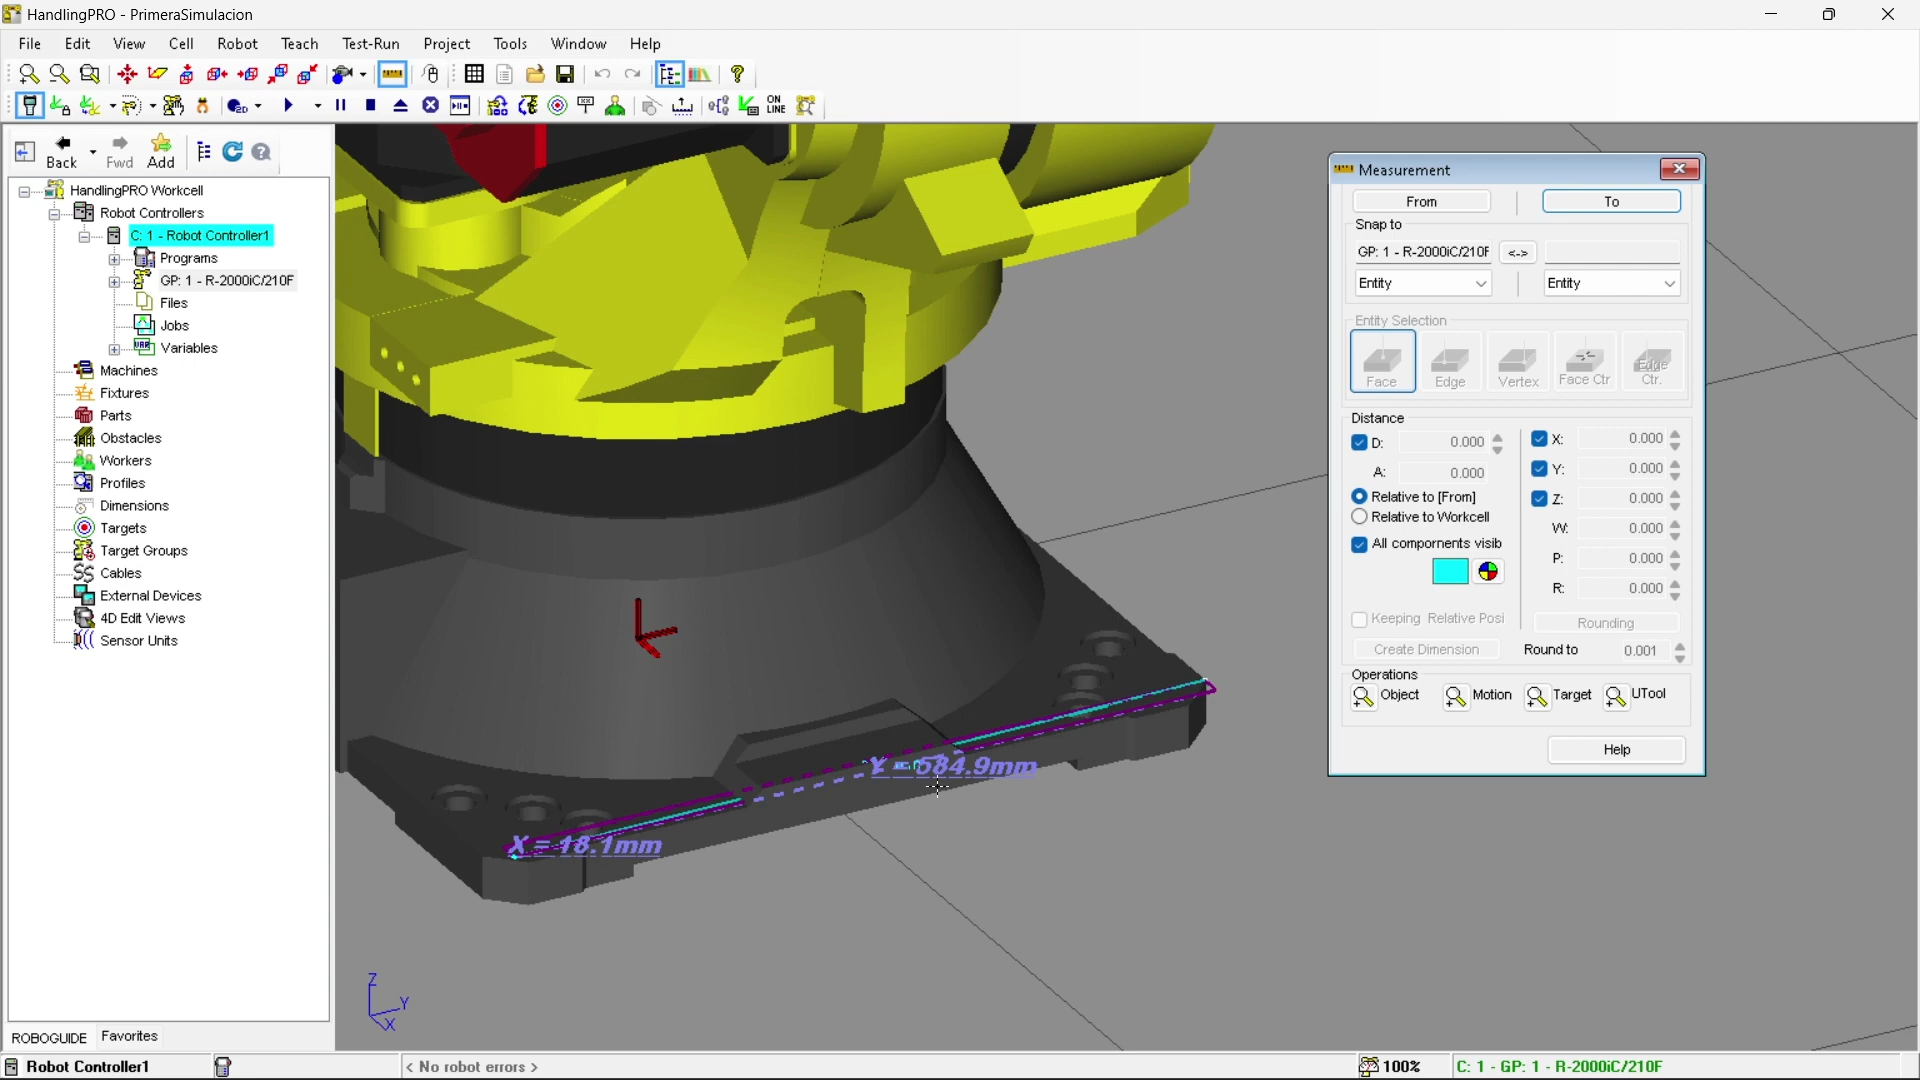 HandlingPRO - PrimeraSimulacion
File Edit View Cell Robot Teach Test-Run Project Tools Window Help
2D ON LINE
Back Fwd Add
HandlingPRO Workcell
Robot Controllers
C: 1 - Robot Controller1
Programs
GP: 1 - R-2000iC/210F
Files
Jobs
VAR Variables
Machines
Fixtures
Parts
Obstacles
Workers
Profiles
Dimensions
Targets
Target Groups
Cables
External Devices
4D Edit Views
Sensor Units
ROBOGUIDE Favorites
Y = 584.9mm
X = 18.1mm
Z
Y
X
Measurement
From To
Snap to
GP: 1 - R-2000iC/210F <->
Entity Entity
Entity Selection
Face Edge Vertex Face Ctr Edge Ctr.
Distance
D: 0.000 X: 0.000
A: 0.000 Y: 0.000
Relative to [From] Z: 0.000
Relative to Workcell W: 0.000
All compornents visib P: 0.000
R: 0.000
Keeping Relative Posi Rounding
Create Dimension Round to 0.001
Operations
Object Motion Target UTool
Help
Robot Controller1 < No robot errors > 100% C: 1 - GP: 1 - R-2000iC/210F